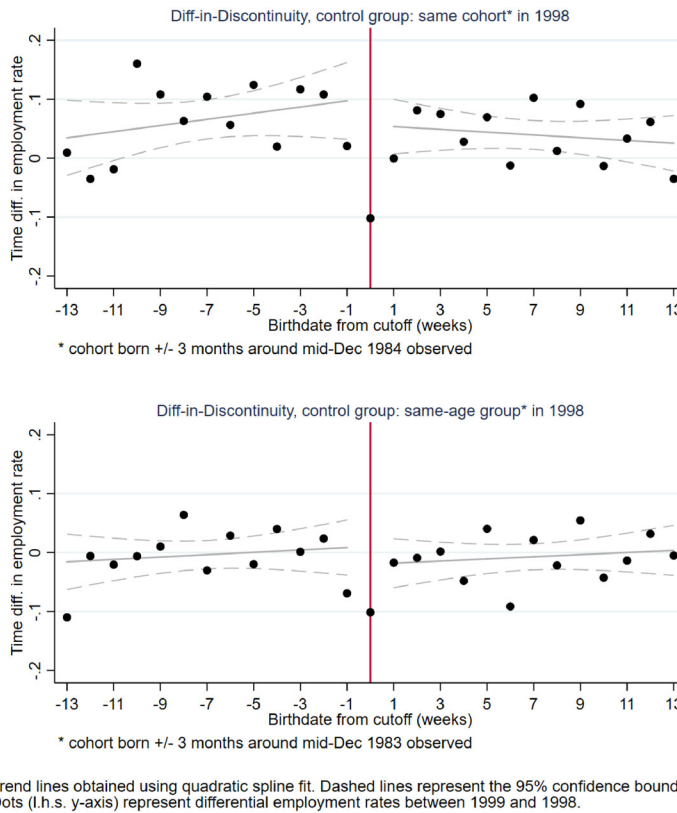 Diff-in-Discontinuity, control group: same cohort* in 1998
Time diff. in employment rate
.2
.1
0
-.1
-.2
-13 -11 -9 -7 -5 -3 -1 1 3 5 7 9 11 13
Birthdate from cutoff (weeks)
* cohort born +/- 3 months around mid-Dec 1984 observed
Diff-in-Discontinuity, control group: same-age group* in 1998
Time diff. in employment rate
.2
.1
0
-.1
-.2
-13 -11 -9 -7 -5 -3 -1 1 3 5 7 9 11 13
Birthdate from cutoff (weeks)
* cohort born +/- 3 months around mid-Dec 1983 observed
rend lines obtained using quadratic spline fit. Dashed lines represent the 95% confidence bound
ots (l.h.s. y-axis) represent differential employment rates between 1999 and 1998.